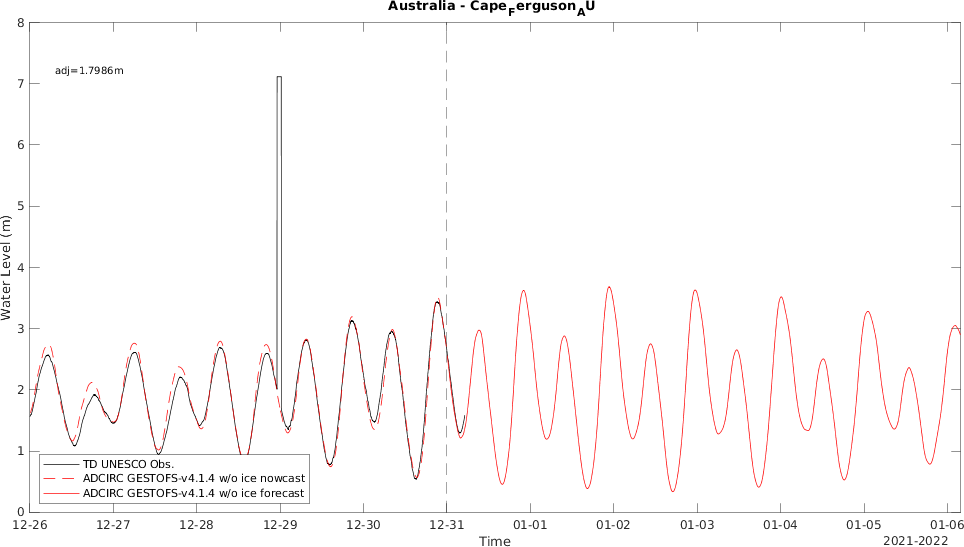 Australia - Cape_Ferguson_AU
8
7
6
5
4
3
2
1
0
Water Level (m)
adj=1.7986m
TD UNESCO Obs.
ADCIRC GESTOFS-v4.1.4 w/o ice nowcast
ADCIRC GESTOFS-v4.1.4 w/o ice forecast
12-26 12-27 12-28 12-29 12-30 12-31 01-01 01-02 01-03 01-04 01-05 01-06
Time
2021-2022